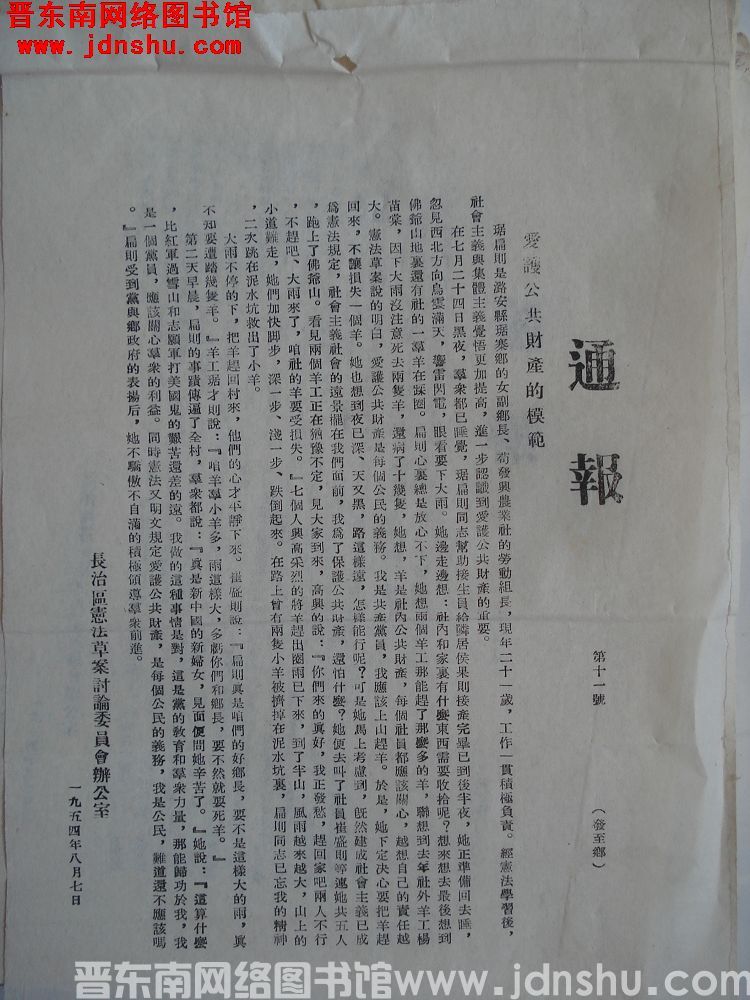 晋东南网络图书馆
www.jdnshu.com
通報
第十一號
（發至鄉）
愛護公共財產的模範
琚扁則是潞安縣琚寨鄉的女副鄉長、苟發興農業社的勞動組長，現年二十一歲，工作一貫積極負責。經憲法學習後，
社會主義與集體主義覺悟更加提高，進一步認識到愛護公共財產的重要。
在七月二十四日黑夜，羣衆都已睡覺，琚扁則同志幫助接生員給隣居侯果則接產完畢已到後半夜，她正準備回去睡，
忽見西北方向烏雲滿天，響雷閃電，眼看要下大雨。她邊走邊想：社內和家裏有什麼東西需要收拾呢？想來想去最後想到
佛爺山地裏還有社的一羣羊在踩圈。扁則心裏總是放心不下，她想兩個羊工那能趕了那麼多的羊，聯想到去年社外羊工楊
苗棠，因下大雨沒注意死去兩隻羊，還病了十幾隻，她想，羊是社內公共財產，每個社員都應該關心，越想自己的責任越
大。憲法草案說的明白，愛護公共財產是每個公民的義務。我是共產黨員，我應該上山趕羊。於是，她下定决心要把羊趕
回來，不讓損失一個羊。她也想到夜已深、天又黑，路這樣遠，怎樣能行呢？可是她馬上考慮到，旣然建成社會主義已成
爲憲法規定，社會主義社會的遠景擺在我們面前，我爲了保護公共財產，還怕什麼？她便去叫了社員崔盛則等連她共五人
，跑上了佛爺山。看見兩個羊工正在猶豫不定，見大家到來，高興的說：『你們來的眞好，我正發愁，趕回家吧兩人不行
，不趕吧、大雨來了，咱社的羊要受損失。』七個人興高采烈的將羊趕出圈雨已下來，到了半山，風雨越來越大，山上的
小道難走，她們加快脚步，深一步、淺一步、跌倒起來。在路上曾有兩隻小羊被擠掉在泥水坑裏，扁則同志已忘我的精神
，二次跳在泥水坑救出了小羊。
大雨不停的下，把羊趕回村來，他們的心才平靜下來。崔盛則說：『扁則眞是咱們的好鄉長，要不是這樣大的雨，眞
不知要遭踏幾隻羊。』羊工琚才則說：『咱羊羣小羊多，雨這樣大，多虧你們和鄉長，要不然就要死羊。』
第二天早晨，扁則的事蹟傳遍了全村，羣衆都說：『眞是新中國的新婦女，見面便問她辛苦了。』她說：『這算什麼
，比紅軍過雪山和志願軍打美國鬼的艱苦還差的遠。我做的這種事情是對，這是黨的敎育和羣衆力量，那能歸功於我，我
是一個黨員，應該關心羣衆的利益。同時憲法又明文規定愛護公共財產，是每個公民的義務，我是公民，難道還不應該嗎
。』扁則受到黨與鄉政府的表揚后，她不驕傲不自滿的積極領導羣衆前進。
長治區憲法草案討論委員會辦公室
一九五四年八月七日
晋东南网络图书馆 www.jdnshu.com